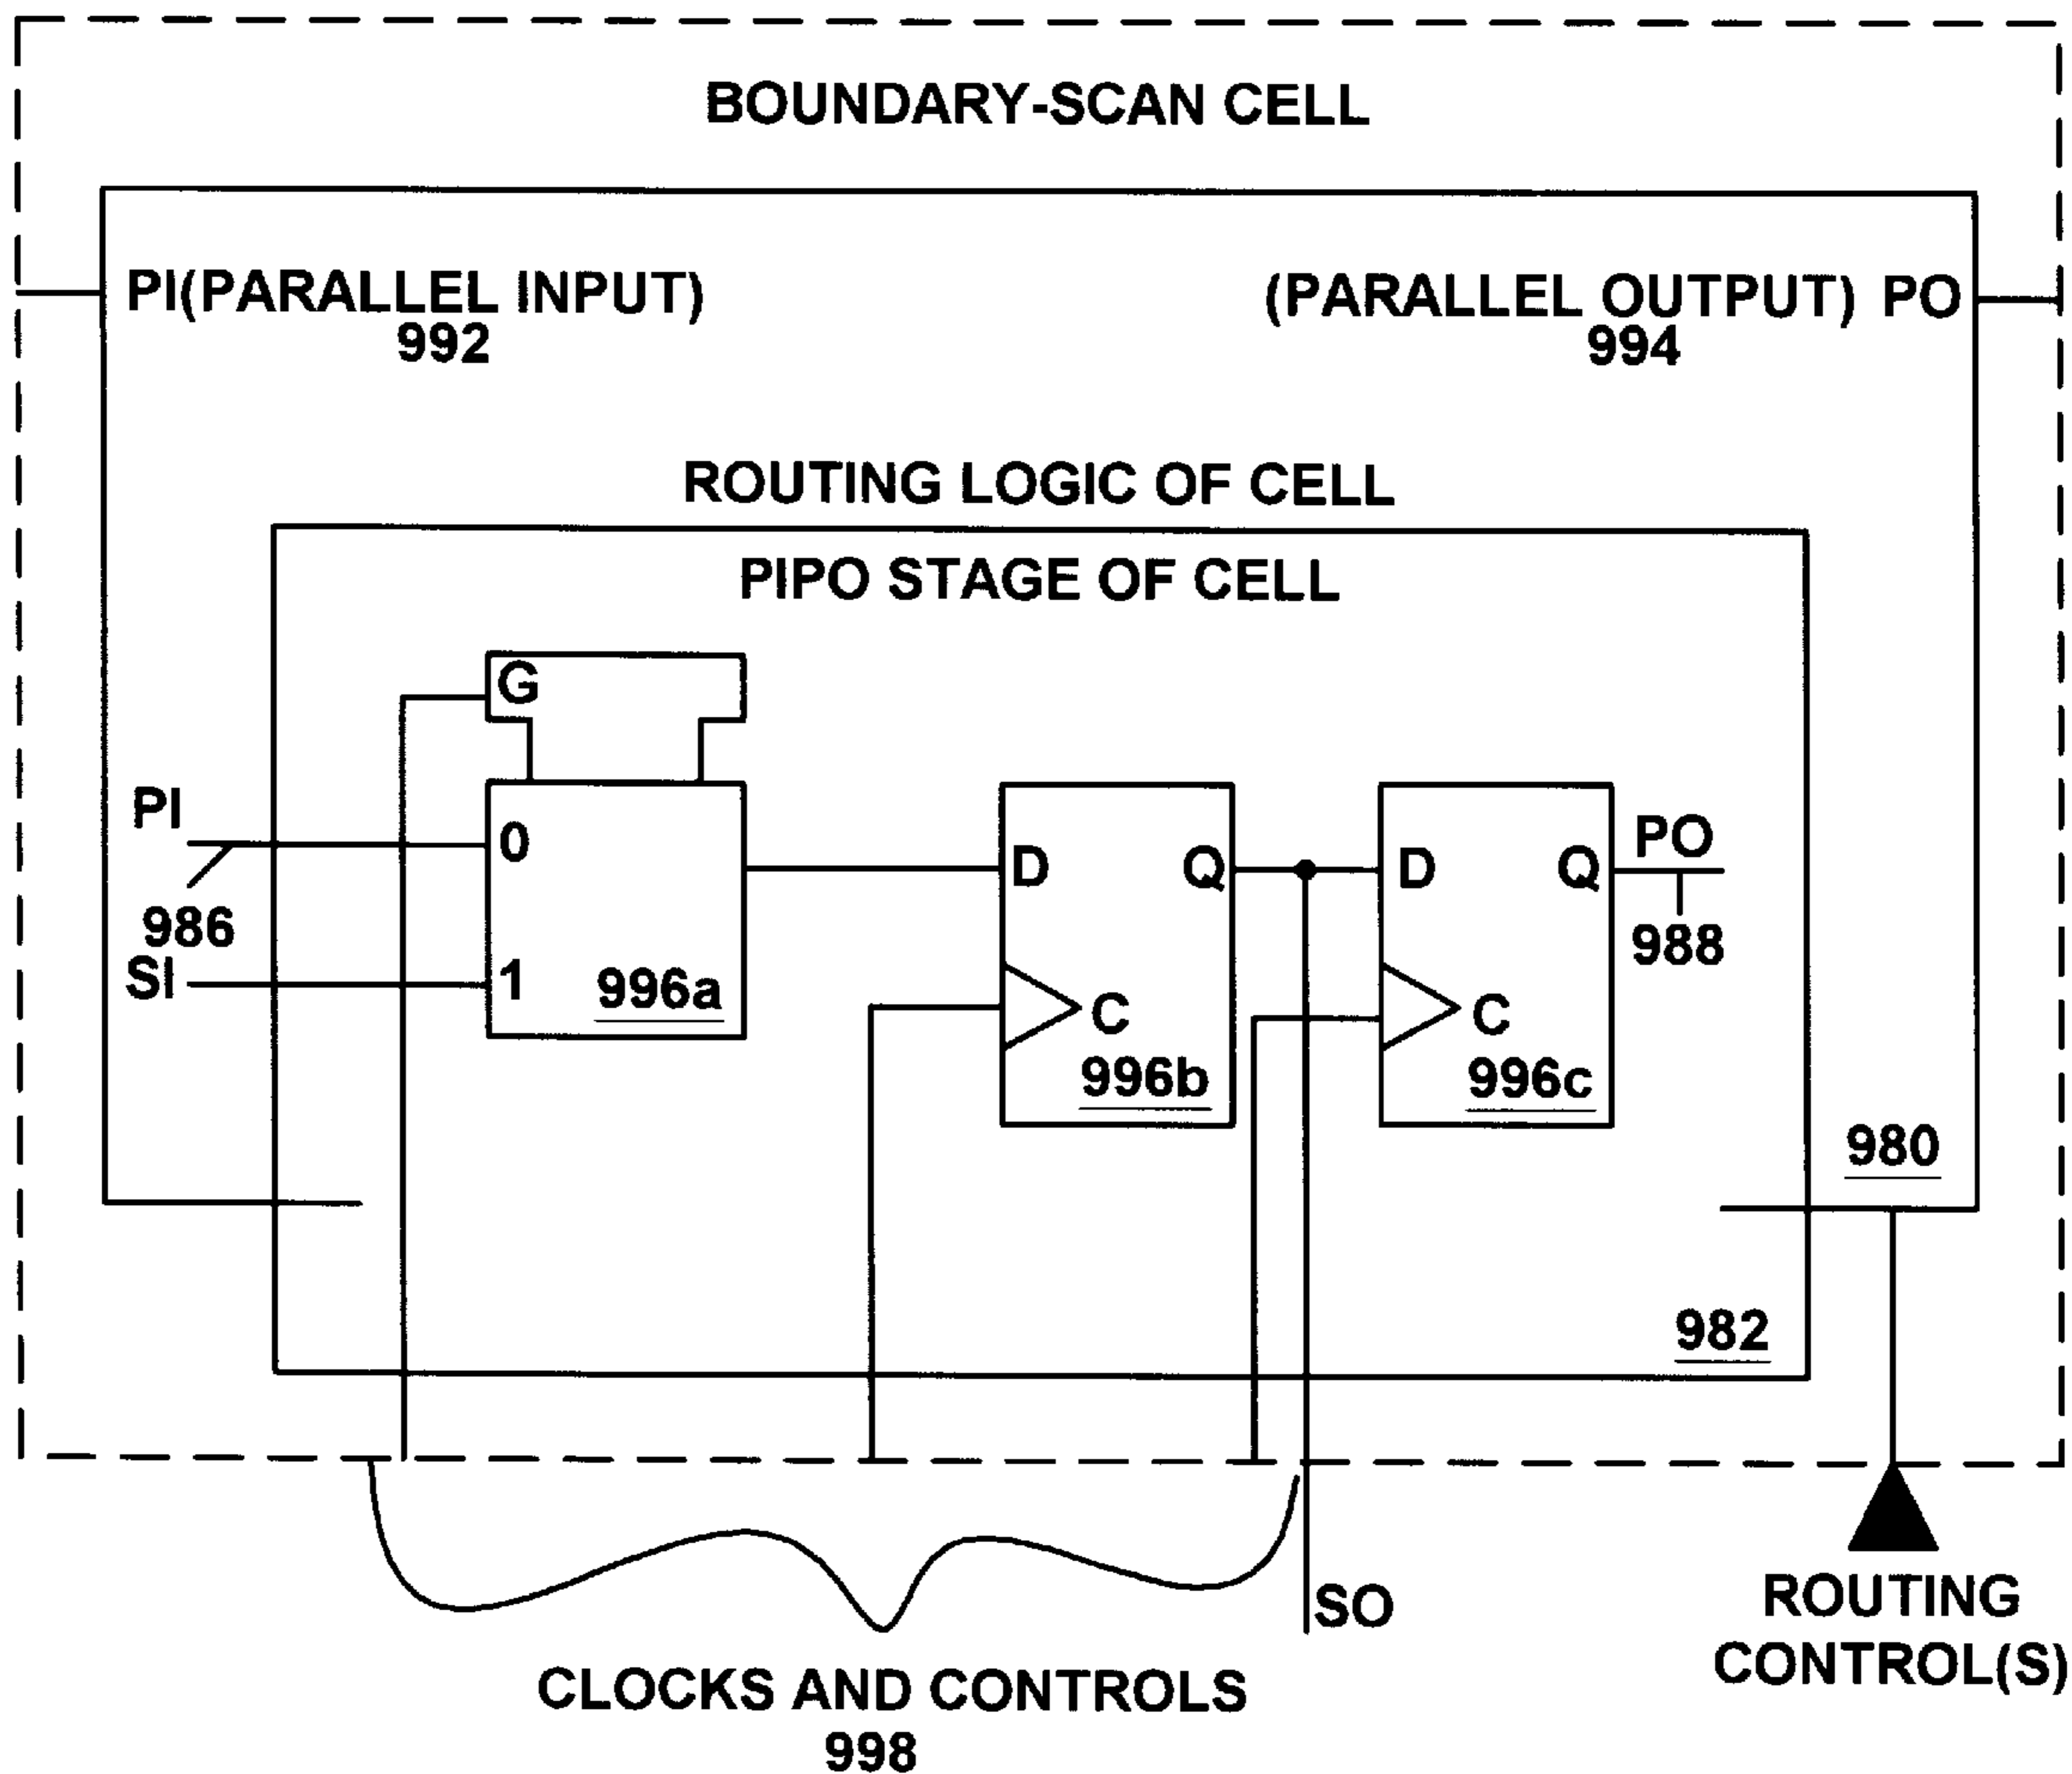 BOUNDARY-SCAN CELL
PI(PARALLEL INPUT)
992
(PARALLEL OUTPUT) PO
994
ROUTING LOGIC OF CELL
PIPO STAGE OF CELL
G
PI
0
986
SI
1
996a
D
Q
C
996b
D
Q
C
996c
PO
988
980
982
SO
CLOCKS AND CONTROLS
998
ROUTING
CONTROL(S)